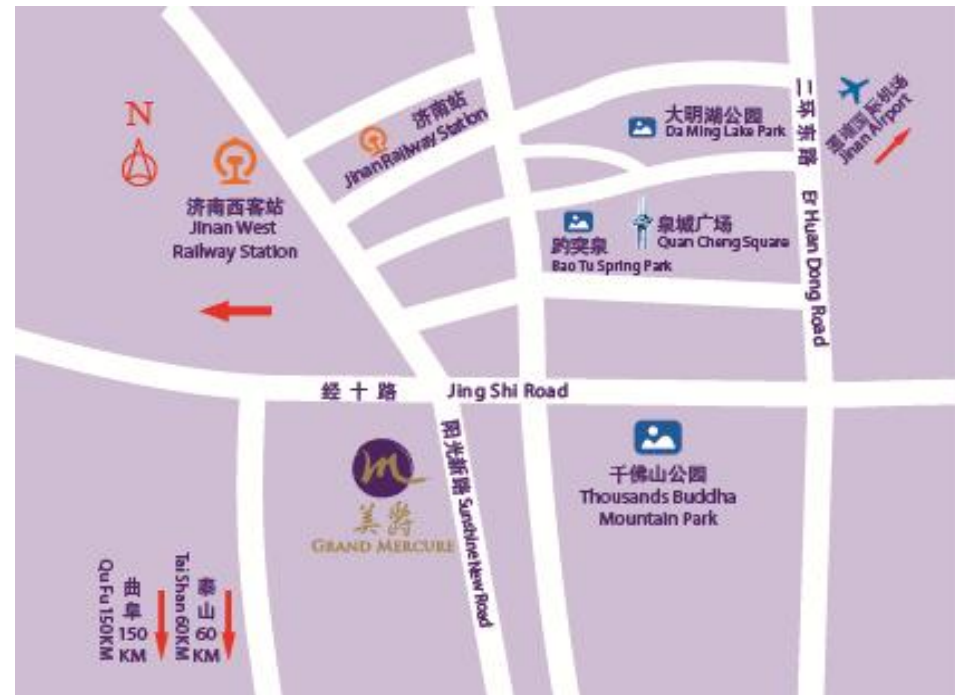 N
济南西客站
Jinan West
Railway Station
济南站
Jinan Railway Station
大明湖公园
Da Ming Lake Park
二环东路 Er Huan Dong Road
国际机场
Jinan Airport
趵突泉
Bao Tu Spring Park
泉城广场
Quan Cheng Square
经十路 Jing Shi Road
阳光新路 Sunshine New Road
美爵
GRAND MERCURE
千佛山公园
Thousands Buddha
Mountain Park
曲阜 150 KM
Qu Fu 150KM
泰山 60 KM
Tai Shan 60KM